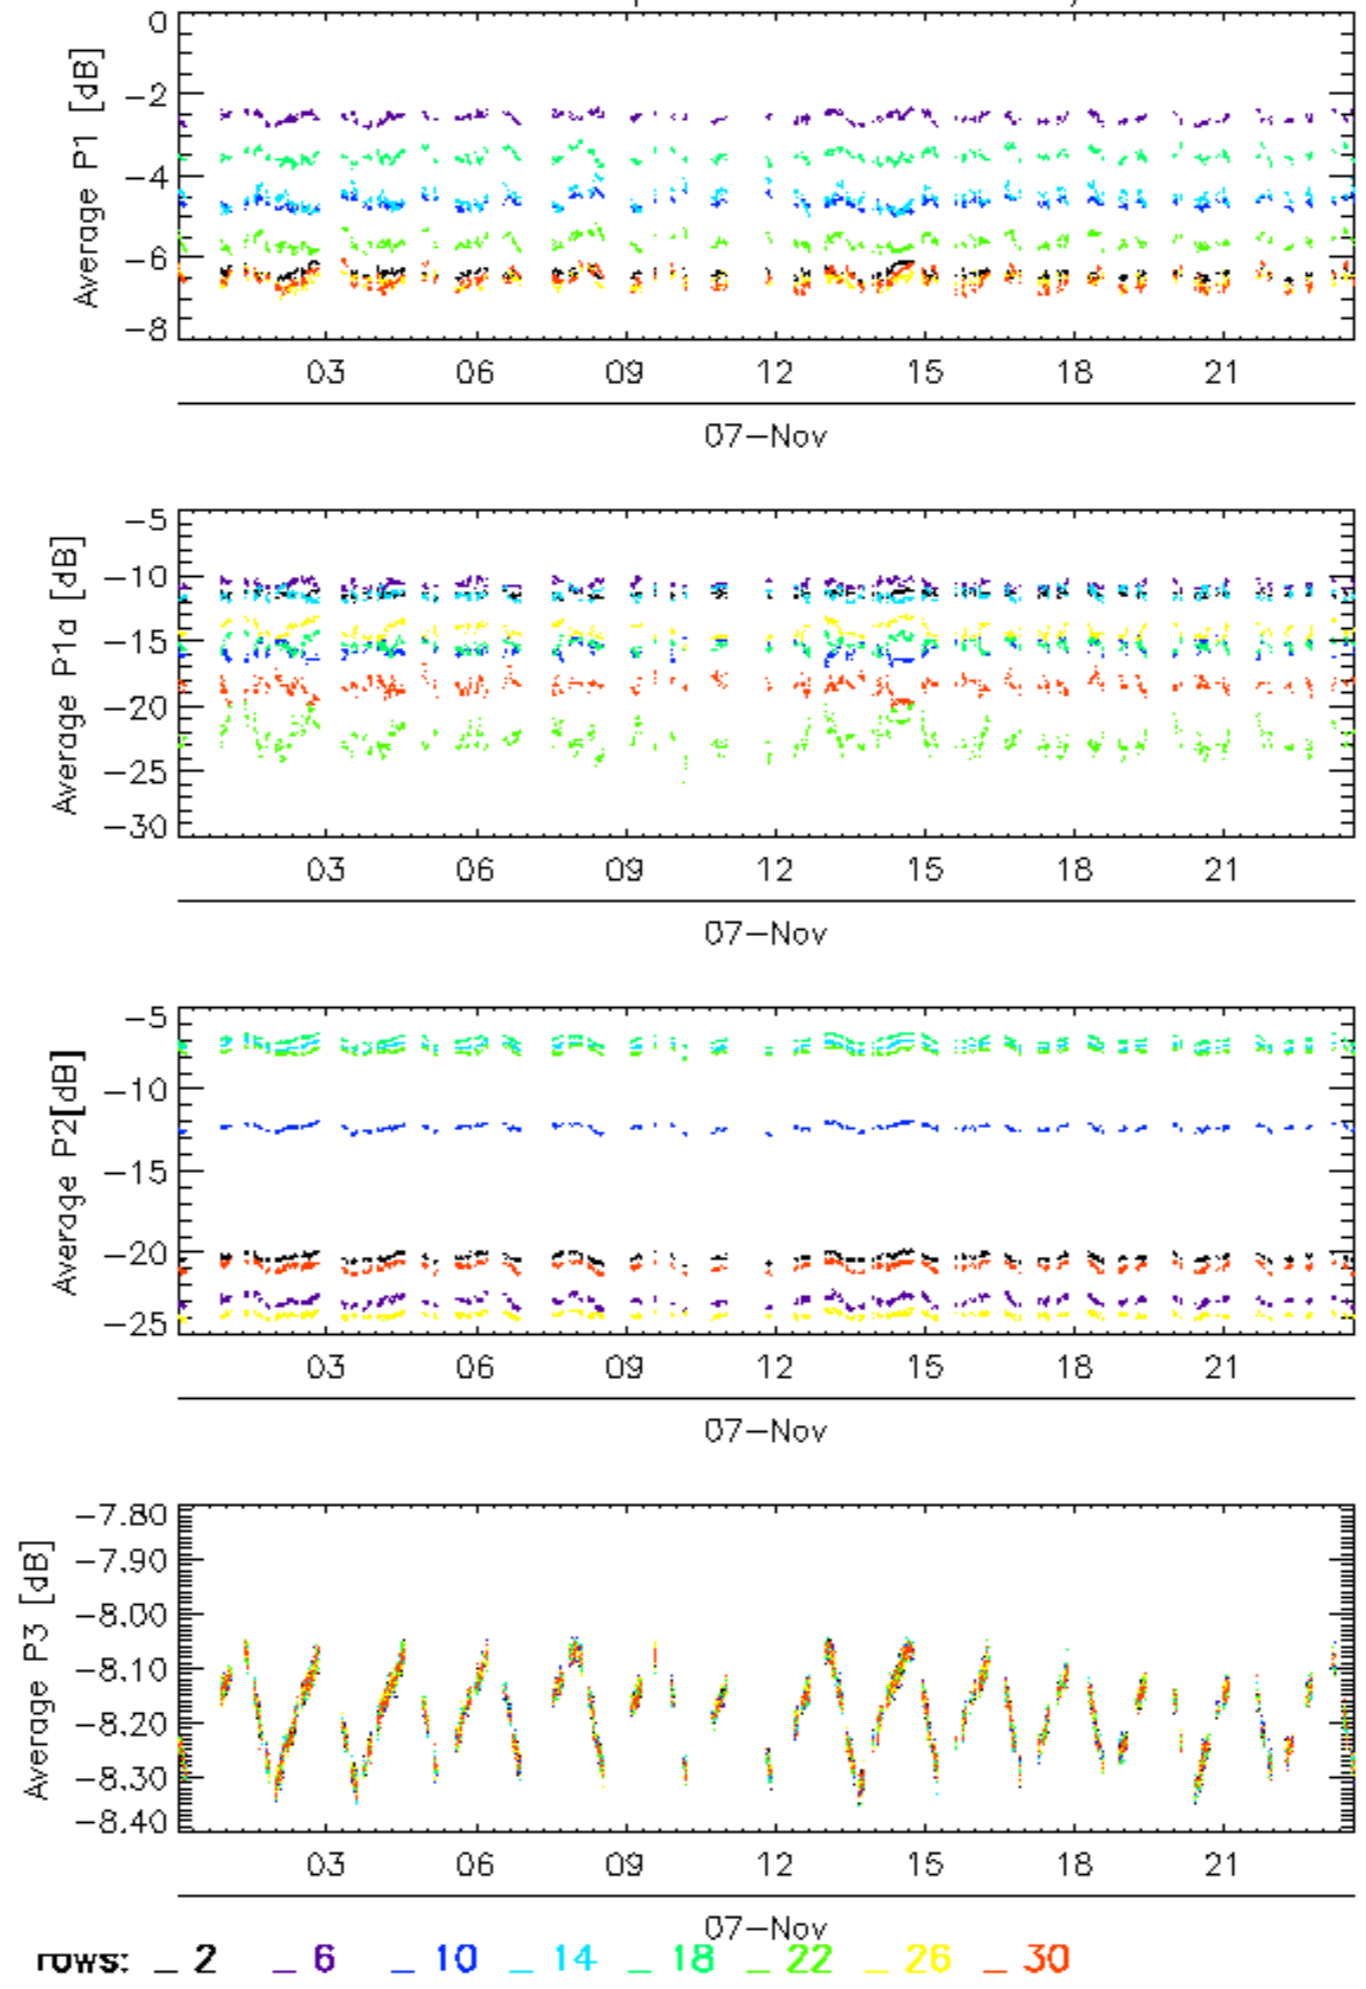 Average P1 [dB]
0
−2
−4
−6
−8
03 06 09 12 15 18 21
07−Nov
Average P1a [dB]
−5
−10
−15
−20
−25
−30
03 06 09 12 15 18 21
07−Nov
Average P2[dB]
−5
−10
−15
−20
−25
03 06 09 12 15 18 21
07−Nov
Average P3 [dB]
−7.80
−7.90
−8.00
−8.10
−8.20
−8.30
−8.40
03 06 09 12 15 18 21
07−Nov
rows: _ 2 _ 6 _ 10 _ 14 _ 18 _ 22 _ 26 _ 30